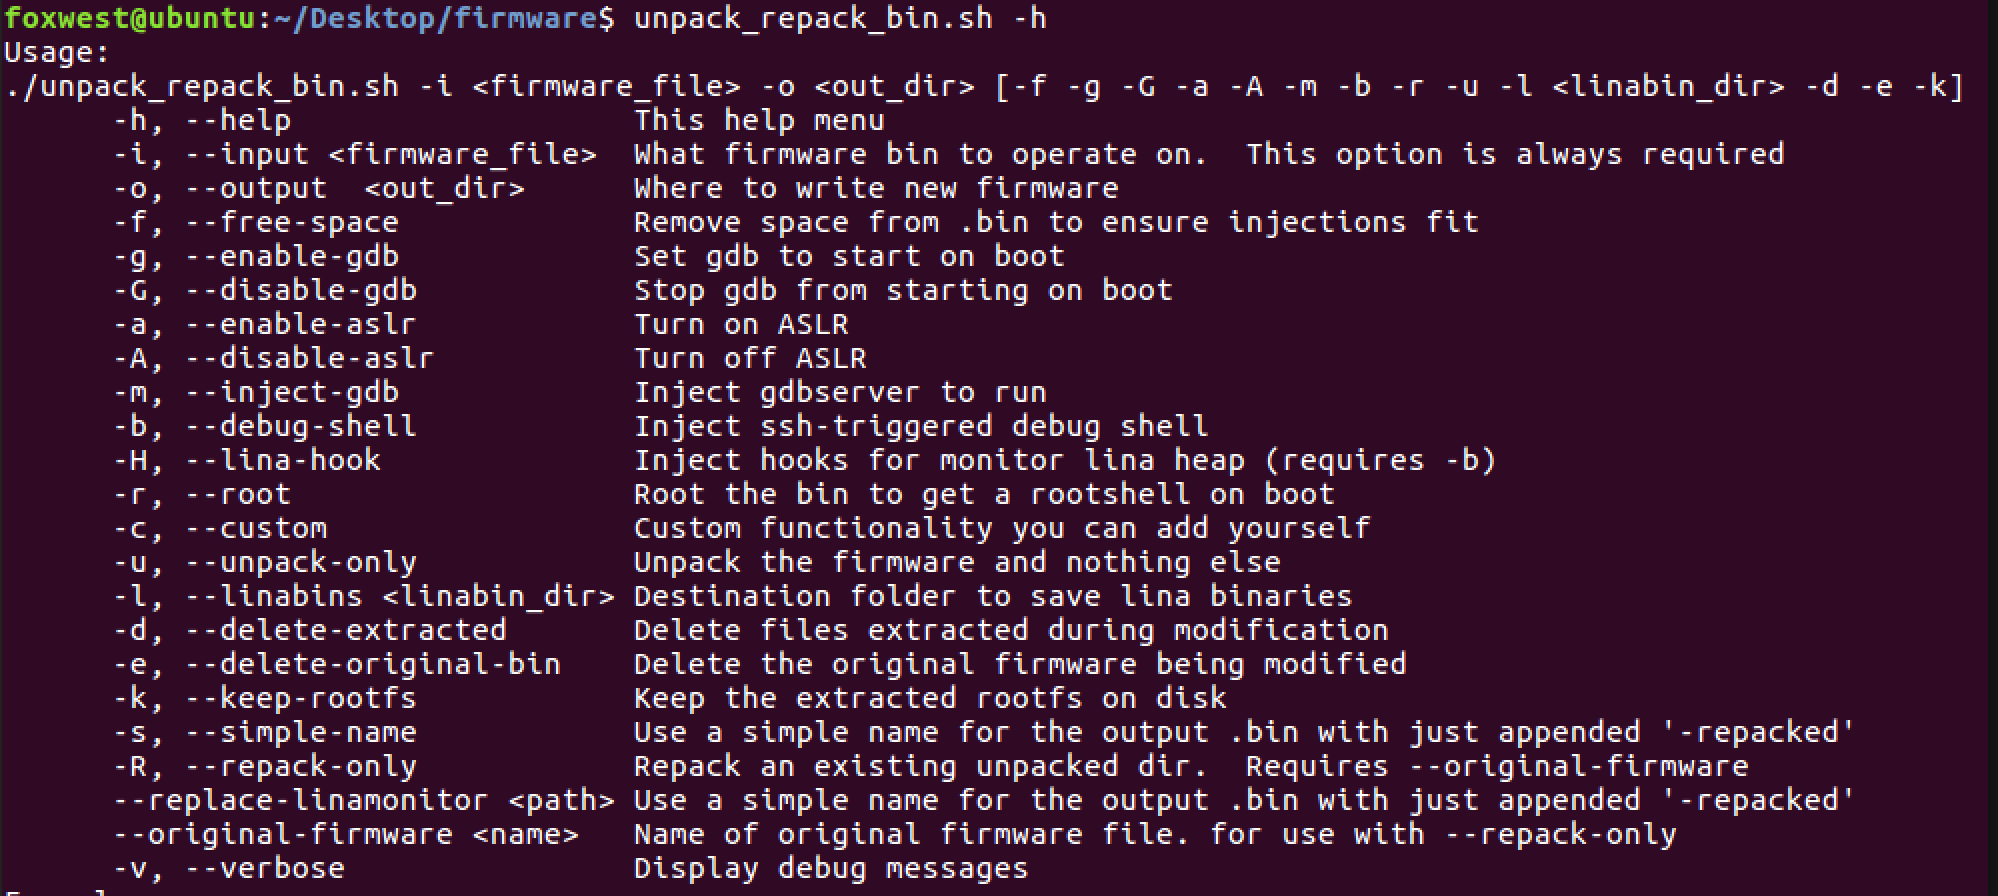 foxwest@ubuntu:~/Desktop/firmware$ unpack_repack_bin.sh -h
Usage:
./unpack_repack_bin.sh -i <firmware_file> -o <out_dir> [-f -g -G -a -A -m -b -r -u -l <linabin_dir> -d -e -k]
-h, --help This help menu
-i, --input <firmware_file> What firmware bin to operate on.  This option is always required
-o, --output  <out_dir> Where to write new firmware
-f, --free-space Remove space from .bin to ensure injections fit
-g, --enable-gdb Set gdb to start on boot
-G, --disable-gdb Stop gdb from starting on boot
-a, --enable-aslr Turn on ASLR
-A, --disable-aslr Turn off ASLR
-m, --inject-gdb Inject gdbserver to run
-b, --debug-shell Inject ssh-triggered debug shell
-H, --lina-hook Inject hooks for monitor lina heap (requires -b)
-r, --root Root the bin to get a rootshell on boot
-c, --custom Custom functionality you can add yourself
-u, --unpack-only Unpack the firmware and nothing else
-l, --linabins <linabin_dir> Destination folder to save lina binaries
-d, --delete-extracted Delete files extracted during modification
-e, --delete-original-bin Delete the original firmware being modified
-k, --keep-rootfs Keep the extracted rootfs on disk
-s, --simple-name Use a simple name for the output .bin with just appended '-repacked'
-R, --repack-only Repack an existing unpacked dir.  Requires --original-firmware
--replace-linamonitor <path> Use a simple name for the output .bin with just appended '-repacked'
--original-firmware <name> Name of original firmware file. for use with --repack-only
-v, --verbose Display debug messages